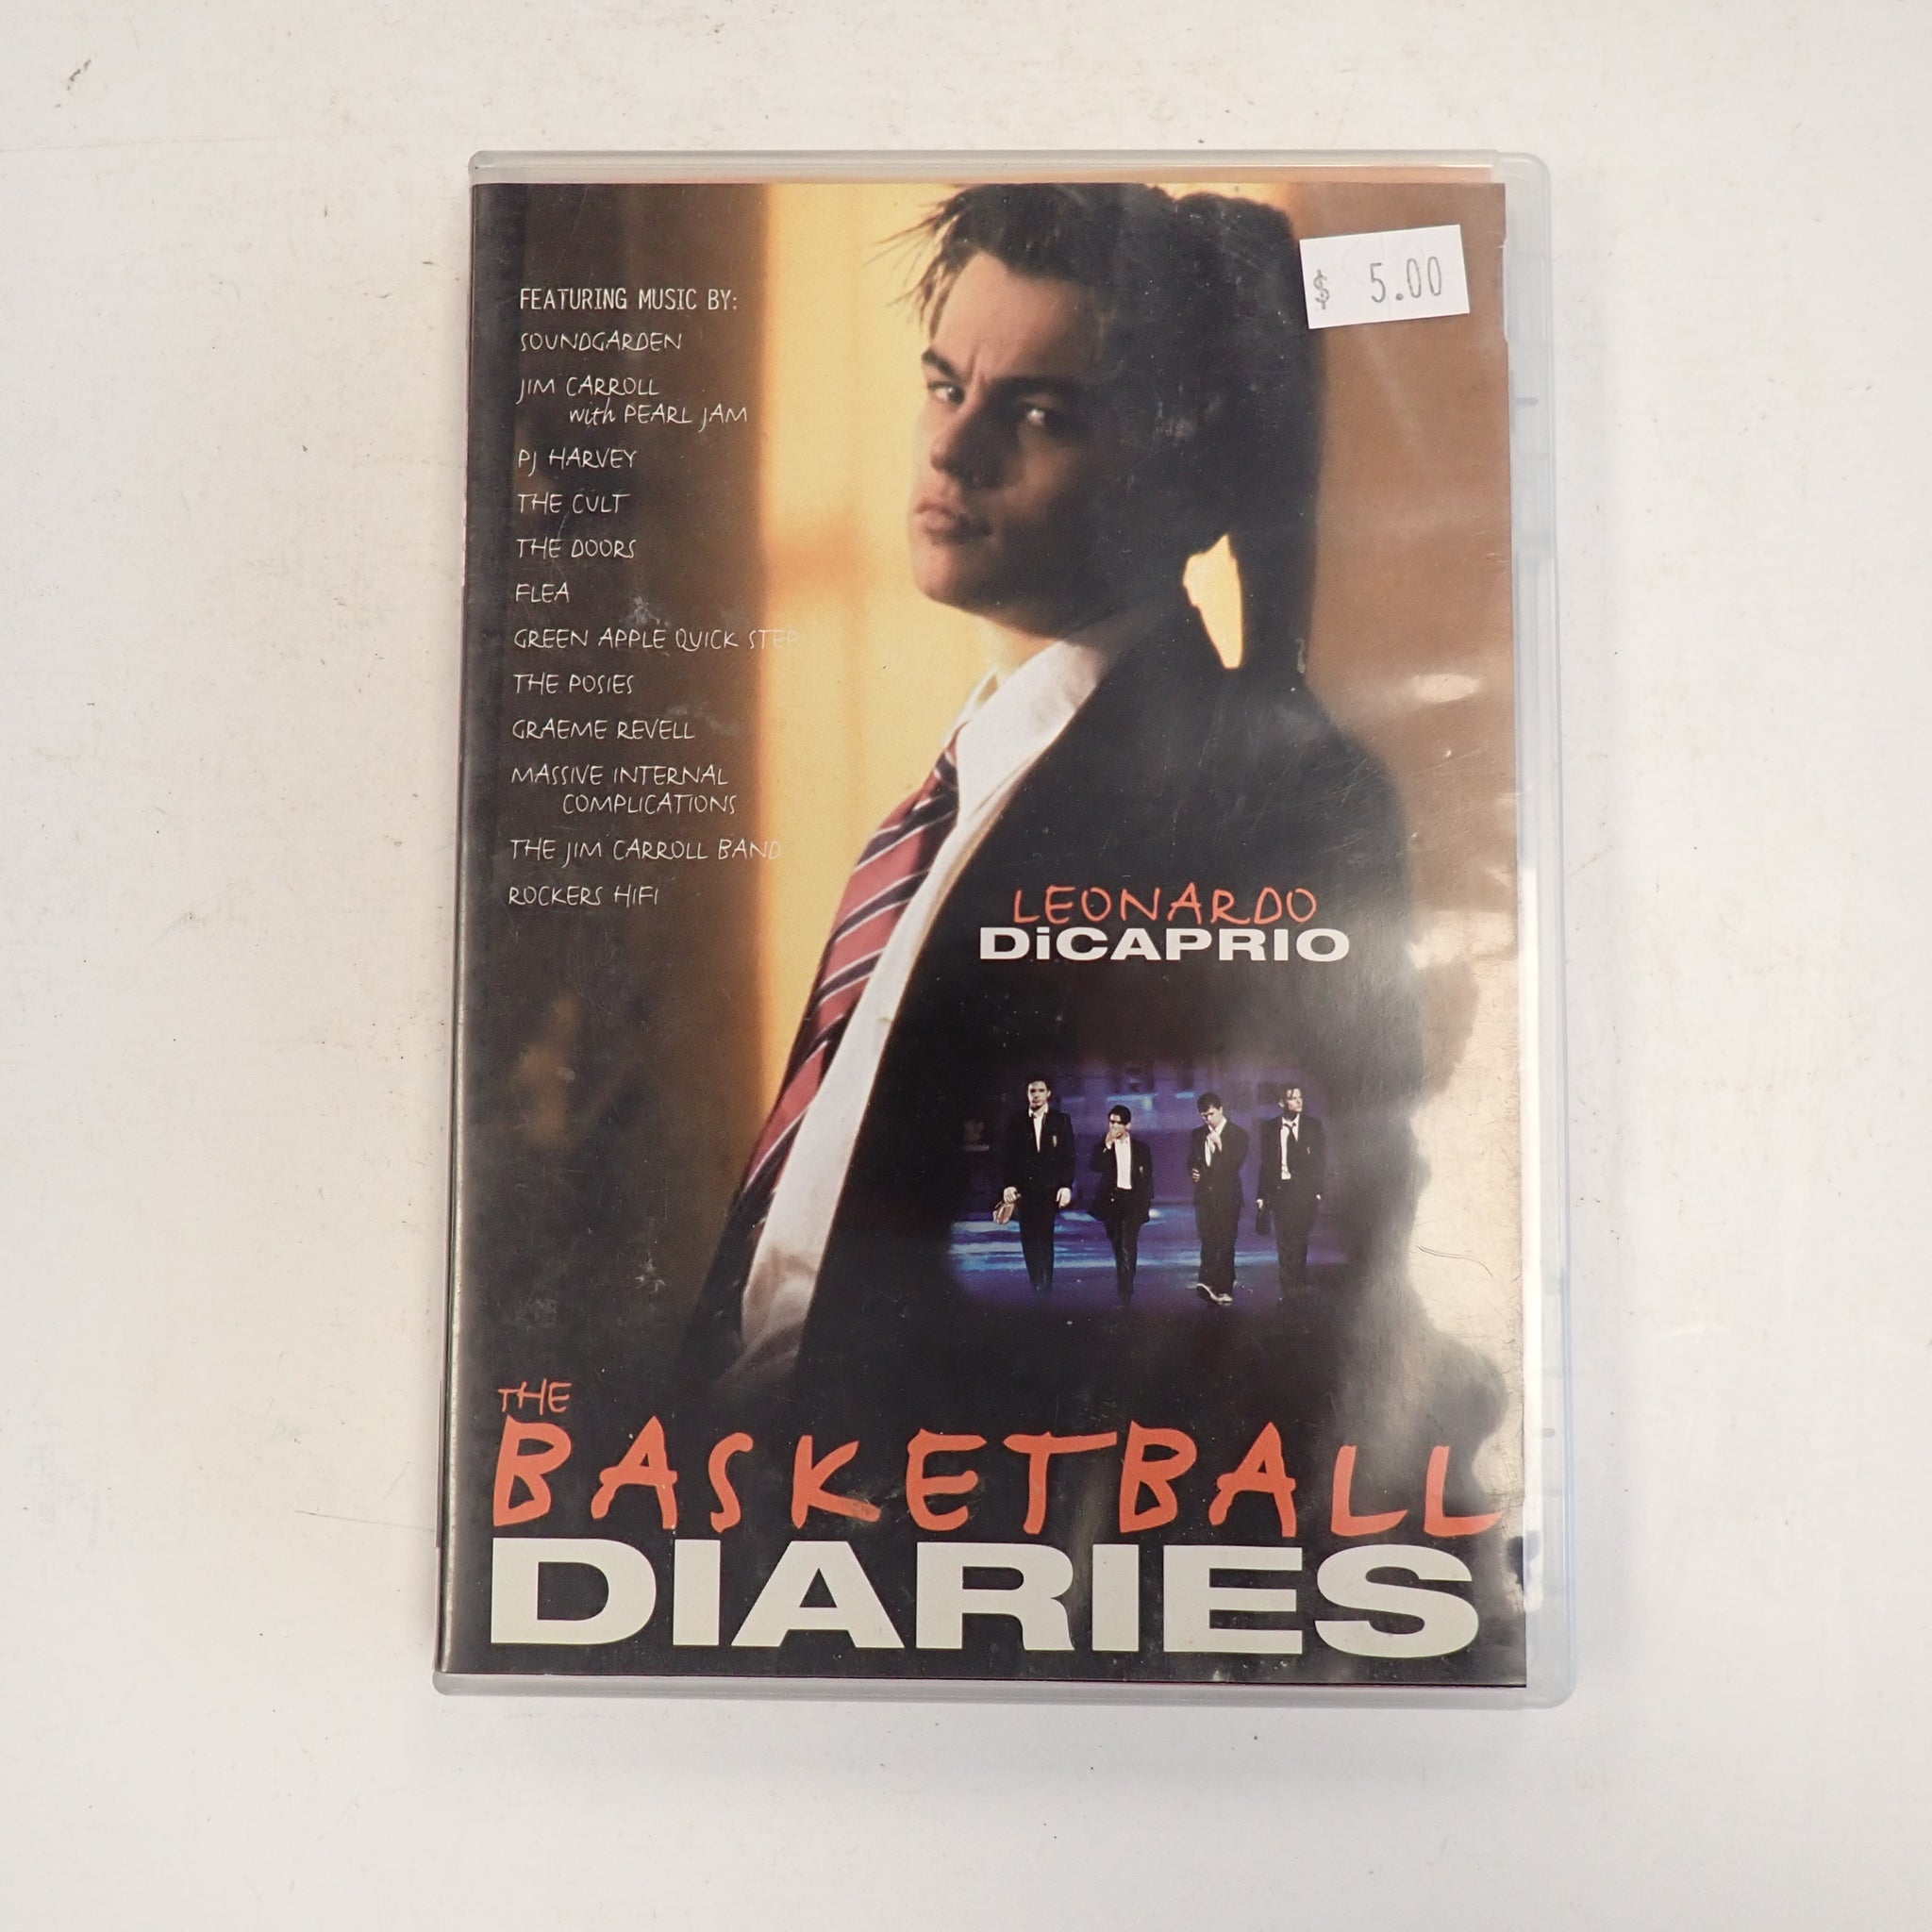 $ 5.00
FEATURING MUSIC BY:
SOUNDGARDEN
JIM CARROLL
with PEARL JAM
PJ HARVEY
THE CULT
THE DOORS
FLEA
GREEN APPLE QUICK STEP
THE POSIES
GRAEME REVELL
MASSIVE INTERNAL
COMPLICATIONS
THE JIM CARROLL BAND
ROCKERS HIFI
LEONARDO
DiCAPRIO
THE
BASKETBALL
DIARIES